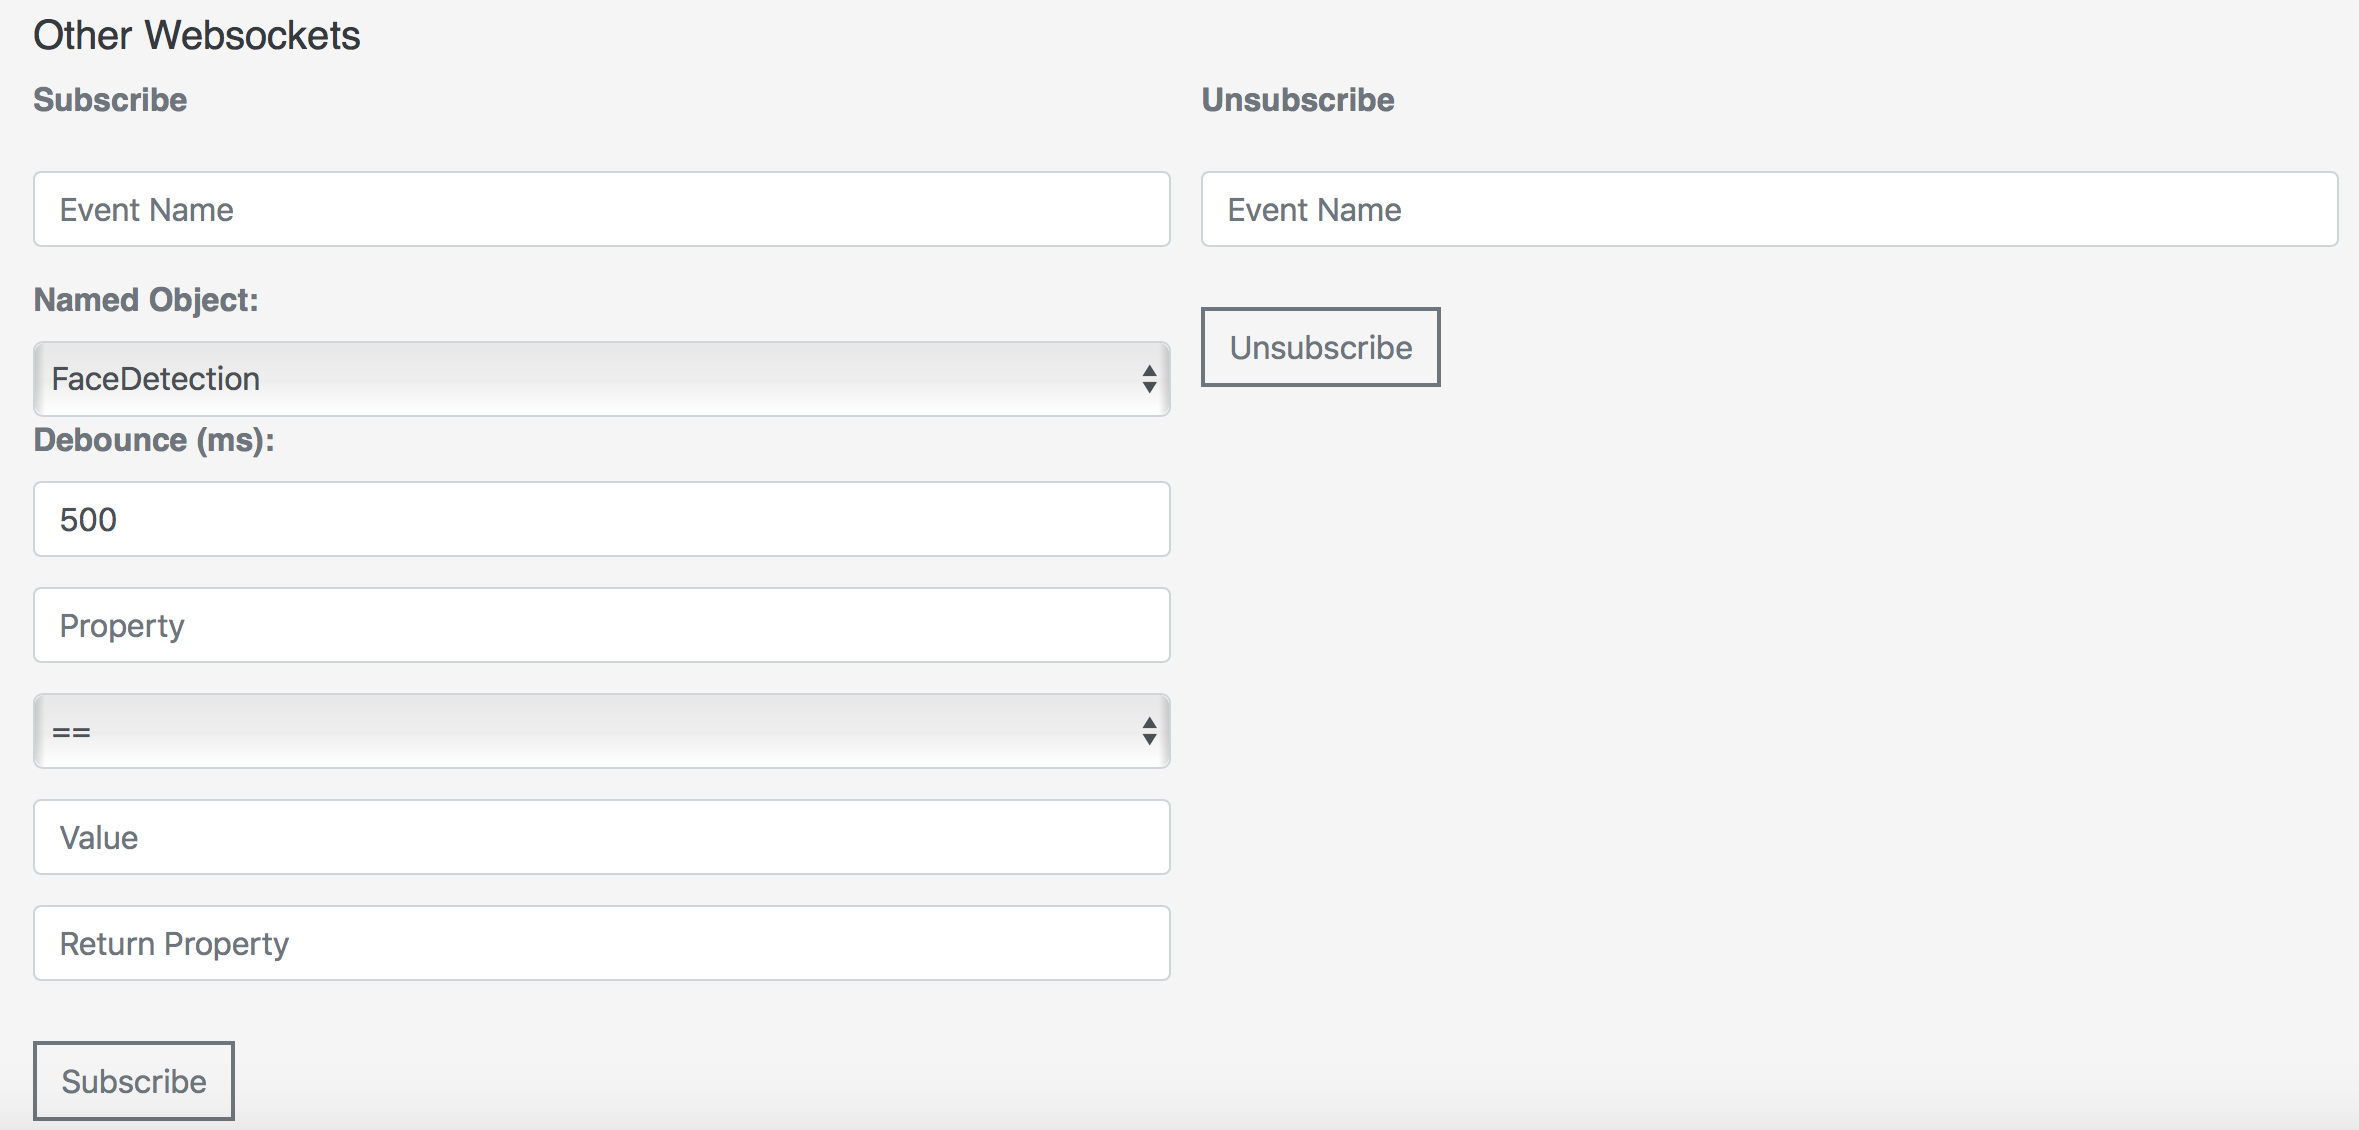 Other Websockets
Subscribe
Event Name
Named Object:
FaceDetection
Debounce (ms):
500
Property
==
Value
Return Property
Subscribe
Unsubscribe
Event Name
Unsubscribe